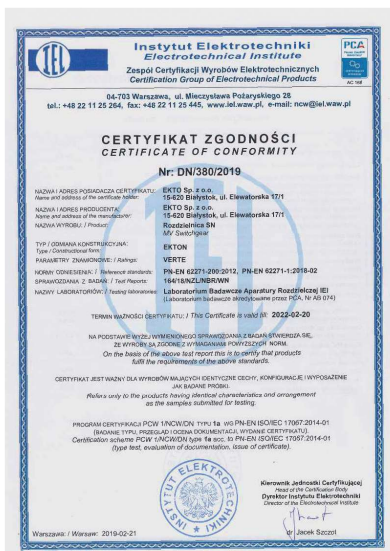 IEL
Instytut Elektrotechniki
Electrotechnical Institute
Zespół Certyfikacji Wyrobów Elektrotechnicznych
Certification Group of Electrotechnical Products
PCA
AC 168
04-703 Warszawa, ul. Mieczysława Pożaryskiego 28
tel.: +48 22 11 25 264, fax: +48 22 11 25 445, www.iel.waw.pl, e-mail: ncw@iel.waw.pl
CERTYFIKAT ZGODNOŚCI
CERTIFICATE OF CONFORMITY
Nr: DN/380/2019
NAZWA I ADRES POSIADACZA CERTYFIKATU: EKTO Sp. z o.o.
Name and address of the certificate holder: 15-620 Białystok, ul. Elewatorska 17/1
NAZWA I ADRES PRODUCENTA: EKTO Sp. z o.o.
Name and address of the manufacturer: 15-620 Białystok, ul. Elewatorska 17/1
NAZWA WYROBU: / Product: Rozdzielnica SN
MV Switchgear
TYP / ODMIANA KONSTRUKCYJNA: EKTON
Type / Constructional form:
PARAMETRY ZNAMIONOWE: / Ratings: VERTE
NORMY ODNIESIENIA: / Reference standards: PN-EN 62271-200:2012, PN-EN 62271-1:2018-02
SPRAWOZDANIA Z BADAŃ: / Test Reports: 164/18/NZL/NBR/WN
NAZWY LABORATORIÓW: / Testing laboratories: Laboratorium Badawcze Aparatury Rozdzielczej IEl
(Laboratorium badawcze akredytowane przez PCA, Nr AB 074)
TERMIN WAŻNOŚCI CERTYFIKATU: / This Certificate is valid till: 2022-02-20
NA PODSTAWIE WYŻEJ WYMIENIONEGO SPRAWOZDANIA Z BADAŃ STWIERDZA SIĘ,
ŻE WYROBY SĄ ZGODNE Z WYMAGANIAMI POWYŻSZYCH NORM.
On the basis of the above test report this is to certify that products
fulfil the requirements of the above standards.
CERTYFIKAT JEST WAŻNY DLA WYROBÓW MAJĄCYCH IDENTYCZNE CECHY, KONFIGURACJĘ I WYPOSAŻENIE
JAK BADANE PRÓBKI.
Refers only to the products having identical characteristics and arrangement
as the samples submitted for testing.
PROGRAM CERTYFIKACJI PCW 1/NCW/DN TYPU 1a WG PN-EN ISO/IEC 17067:2014-01
(BADANIE TYPU, PRZEGLĄD I OCENA DOKUMENTACJI, WYDANIE CERTYFIKATU).
Certification scheme PCW 1/NCW/DN type 1a acc. to PN-EN ISO/IEC 17067:2014-01
(type test, evaluation of documentation, issue of certificate).
INSTYTUT ELEKTROTECHNIKI
Kierownik Jednostki Certyfikującej
Head of the Certification Body
Dyrektor Instytutu Elektrotechniki
Director of the Electrotechnical Institute
dr Jacek Szczot
Warszawa: / Warsaw: 2019-02-21